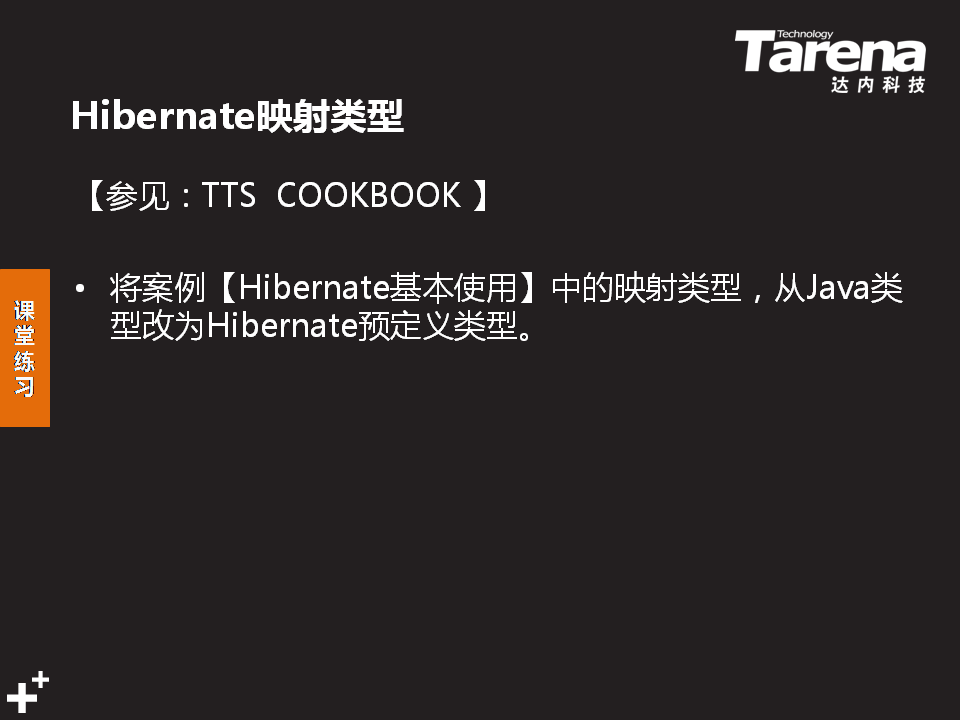 Technology
Tarena
达内科技
Hibernate映射类型
【参见：TTS COOKBOOK 】
• 将案例【Hibernate基本使用】中的映射类型，从Java类
型改为Hibernate预定义类型。
课
堂
练
习